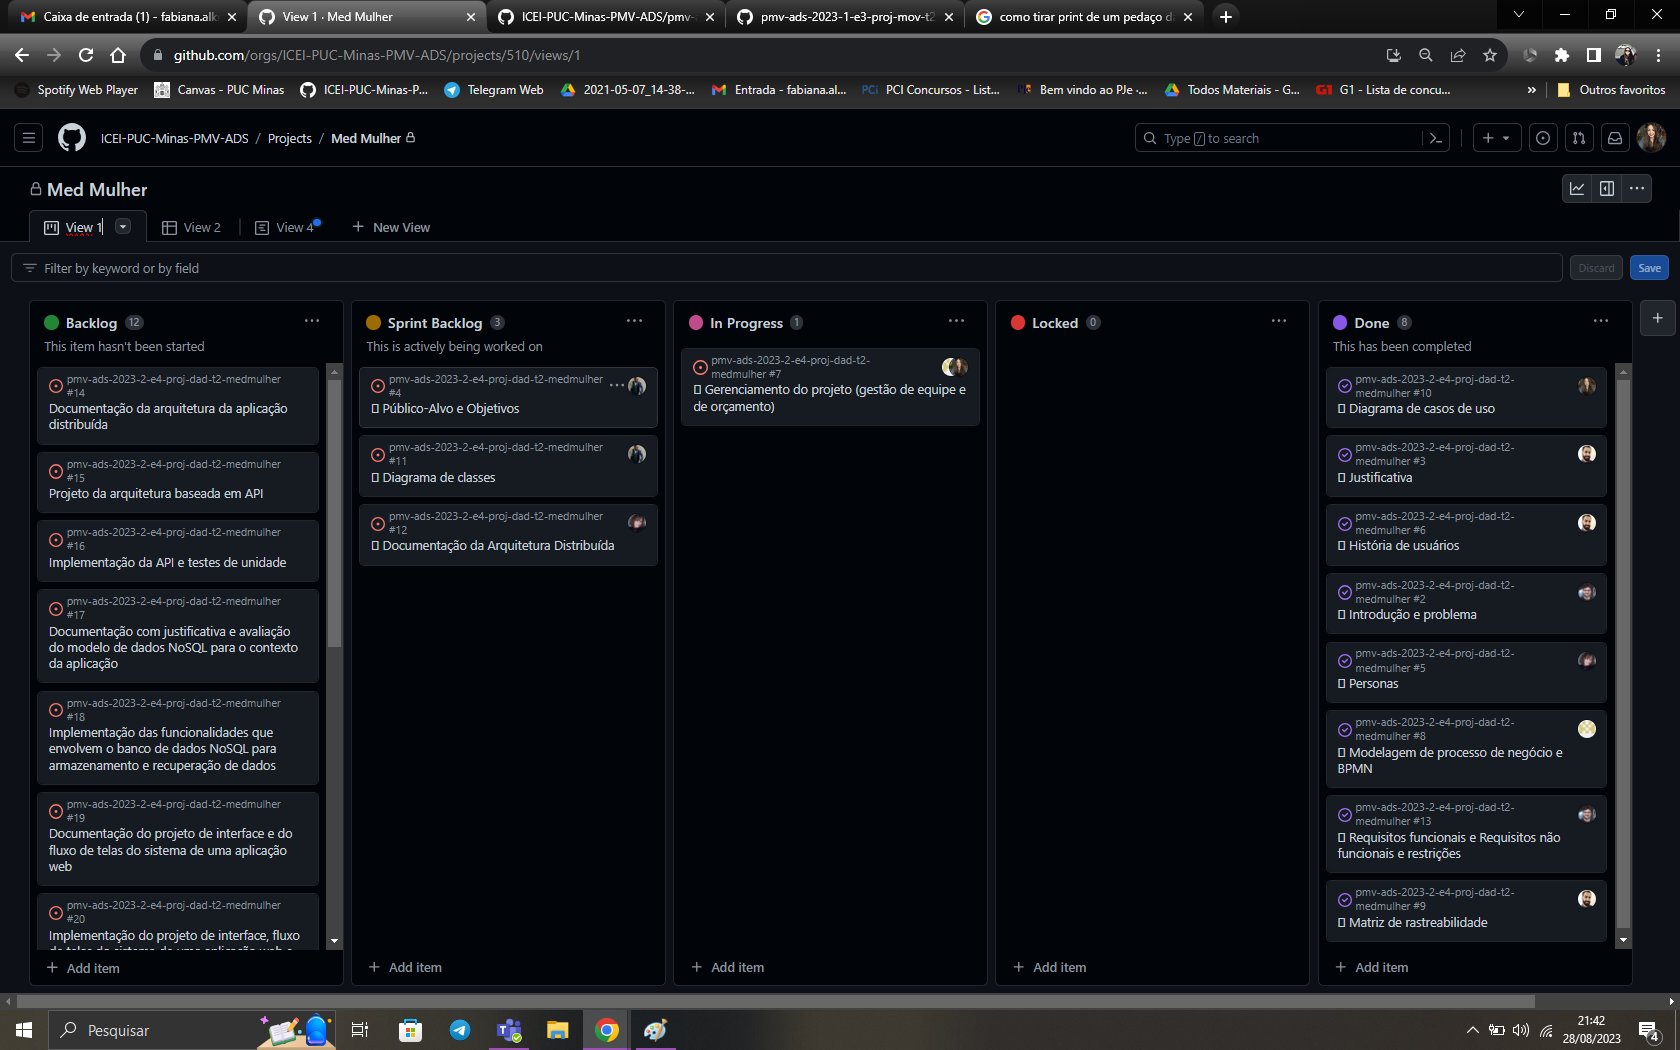 Caixa de entrada (1) - fabiana.alk
View 1 · Med Mulher
ICEI-PUC-Minas-PMV-ADS/pmv-
pmv-ads-2023-1-e3-proj-mov-t2
como tirar print de um pedaço d
github.com/orgs/ICEI-PUC-Minas-PMV-ADS/projects/510/views/1
Spotify Web Player
Canvas - PUC Minas
ICEI-PUC-Minas-P...
Telegram Web
2021-05-07_14-38-...
Entrada - fabiana.al...
PCI Concursos - List...
Bem vindo ao PJe ·...
Todos Materiais - G...
G1 - Lista de concu...
»
Outros favoritos
ICEI-PUC-Minas-PMV-ADS / Projects / Med Mulher
Type / to search
Med Mulher
View 1
View 2
View 4
+ New View
Filter by keyword or by field
Discard
Save
Backlog 12
This item hasn't been started
pmv-ads-2023-2-e4-proj-dad-t2-medmulher
#14
Documentação da arquitetura da aplicação
distribuída
pmv-ads-2023-2-e4-proj-dad-t2-medmulher
#15
Projeto da arquitetura baseada em API
pmv-ads-2023-2-e4-proj-dad-t2-medmulher
#16
Implementação da API e testes de unidade
pmv-ads-2023-2-e4-proj-dad-t2-medmulher
#17
Documentação com justificativa e avaliação
do modelo de dados NoSQL para o contexto
da aplicação
pmv-ads-2023-2-e4-proj-dad-t2-medmulher
#18
Implementação das funcionalidades que
envolvem o banco de dados NoSQL para
armazenamento e recuperação de dados
pmv-ads-2023-2-e4-proj-dad-t2-medmulher
#19
Documentação do projeto de interface e do
fluxo de telas do sistema de uma aplicação
web
pmv-ads-2023-2-e4-proj-dad-t2-medmulher
#20
Implementação do projeto de interface, fluxo
+ Add item
Sprint Backlog 3
This is actively being worked on
pmv-ads-2023-2-e4-proj-dad-t2-medmulher
#4
Público-Alvo e Objetivos
pmv-ads-2023-2-e4-proj-dad-t2-medmulher
#11
Diagrama de classes
pmv-ads-2023-2-e4-proj-dad-t2-medmulher
#12
Documentação da Arquitetura Distribuída
+ Add item
In Progress 1
pmv-ads-2023-2-e4-proj-dad-t2-
medmulher #7
Gerenciamento do projeto (gestão de equipe e
de orçamento)
+ Add item
Locked 0
+ Add item
Done 8
This has been completed
pmv-ads-2023-2-e4-proj-dad-t2-
medmulher #10
Diagrama de casos de uso
pmv-ads-2023-2-e4-proj-dad-t2-
medmulher #3
Justificativa
pmv-ads-2023-2-e4-proj-dad-t2-
medmulher #6
História de usuários
pmv-ads-2023-2-e4-proj-dad-t2-
medmulher #2
Introdução e problema
pmv-ads-2023-2-e4-proj-dad-t2-
medmulher #5
Personas
pmv-ads-2023-2-e4-proj-dad-t2-
medmulher #8
Modelagem de processo de negócio e
BPMN
pmv-ads-2023-2-e4-proj-dad-t2-
medmulher #13
Requisitos funcionais e Requisitos não
funcionais e restrições
pmv-ads-2023-2-e4-proj-dad-t2-
medmulher #9
Matriz de rastreabilidade
+ Add item
Pesquisar
21:42
28/08/2023
4